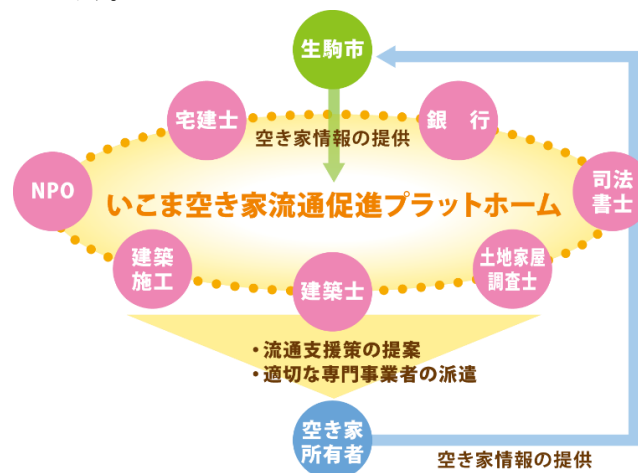 生駒市
宅建士
銀　行
空き家情報の提供
NPO
司法
書士
いこま空き家流通促進プラットホーム
建築
施工
土地家屋
調査士
建築士
・流通支援策の提案
・適切な専門事業者の派遣
空き家
所有者
空き家情報の提供